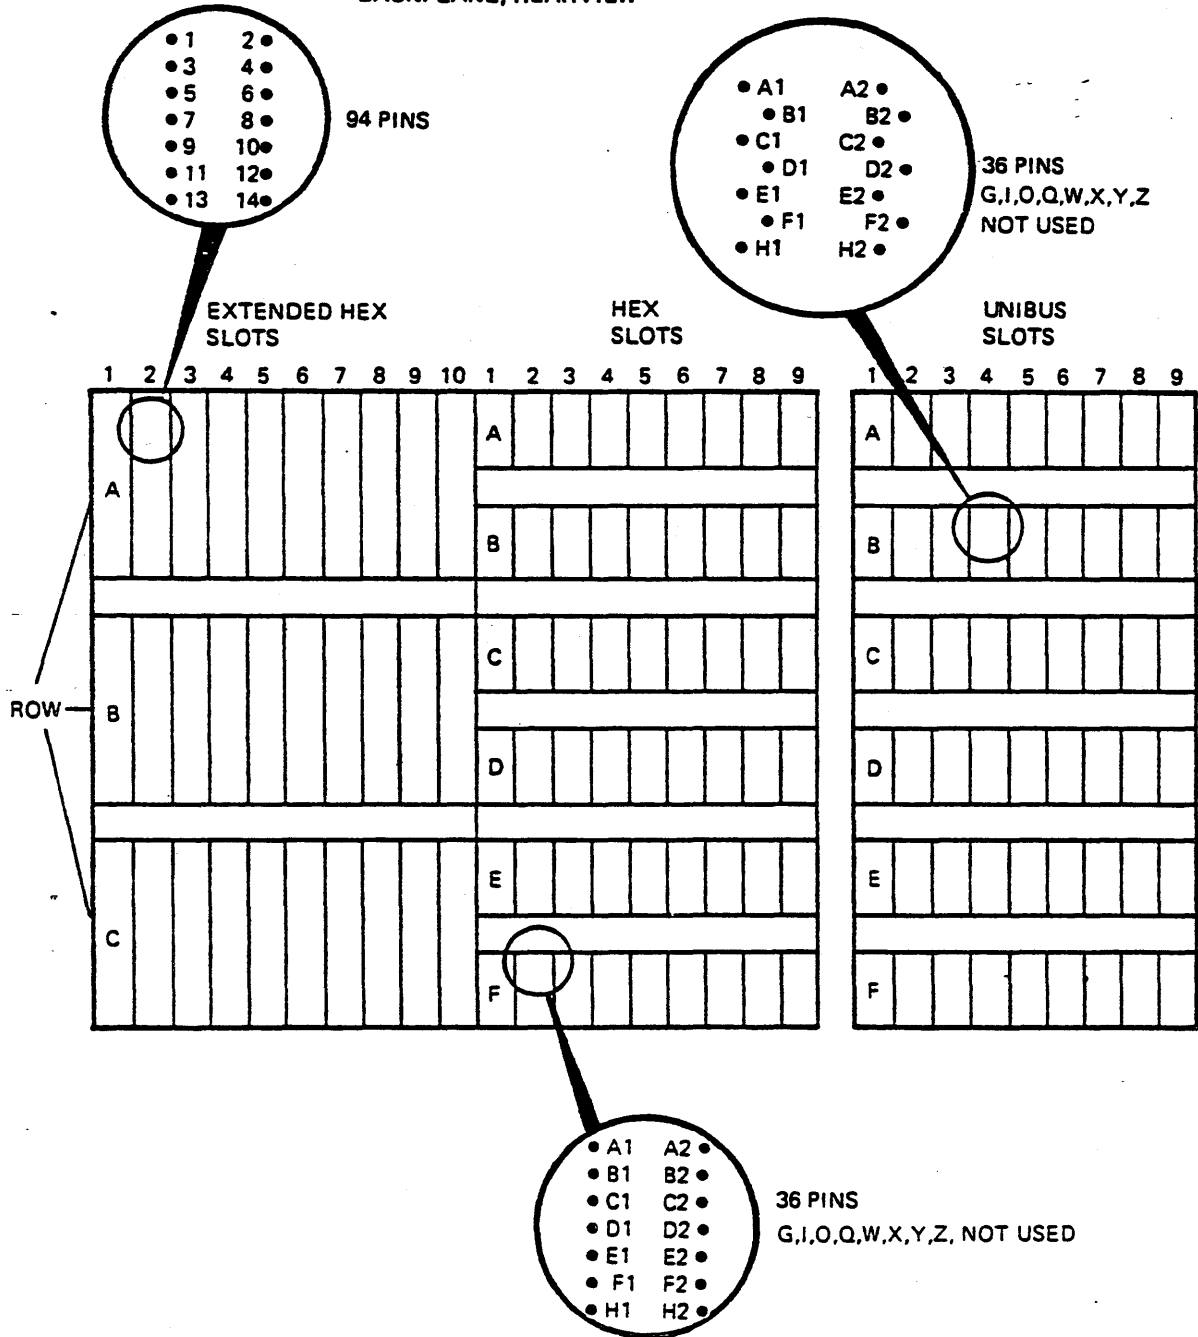 BACKPLANE, REAR VIEW
•1 2•
•3 4•
•5 6•
•7 8•
•9 10•
•11 12•
•13 14•
94 PINS
•A1 A2•
•B1 B2•
•C1 C2•
•D1 D2•
•E1 E2•
•F1 F2•
•H1 H2•
36 PINS
G,I,O,Q,W,X,Y,Z
NOT USED
EXTENDED HEX
SLOTS
HEX
SLOTS
UNIBUS
SLOTS
1 2 3 4 5 6 7 8 9 10 1 2 3 4 5 6 7 8 9 1 2 3 4 5 6 7 8 9
A A A
B B
C C
ROW B
D D
E E
C
F F
•A1 A2•
•B1 B2•
•C1 C2•
•D1 D2•
•E1 E2•
•F1 F2•
•H1 H2•
36 PINS
G,I,O,Q,W,X,Y,Z, NOT USED